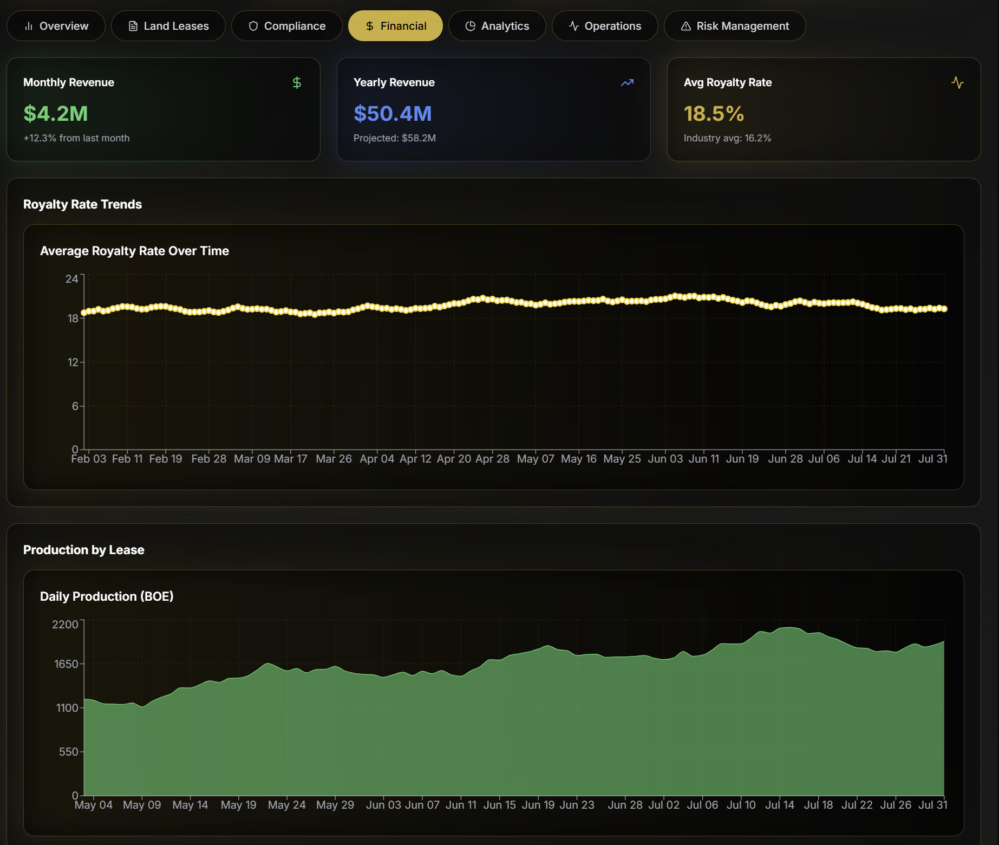 Overview
Land Leases
Compliance
Financial
Analytics
Operations
Risk Management
Monthly Revenue
$4.2M
+12.3% from last month
Yearly Revenue
$50.4M
Projected: $58.2M
Avg Royalty Rate
18.5%
Industry avg: 16.2%
Royalty Rate Trends
Average Royalty Rate Over Time
24
18
12
6
0
Feb 03 Feb 11 Feb 19 Feb 28 Mar 09 Mar 17 Mar 26 Apr 04 Apr 12 Apr 20 Apr 28 May 07 May 16 May 25 Jun 03 Jun 11 Jun 19 Jun 28 Jul 06 Jul 14 Jul 21 Jul 31
Production by Lease
Daily Production (BOE)
2200
1650
1100
550
0
May 04 May 09 May 14 May 19 May 24 May 29 Jun 03 Jun 07 Jun 11 Jun 15 Jun 19 Jun 23 Jun 28 Jul 02 Jul 06 Jul 10 Jul 14 Jul 18 Jul 22 Jul 26 Jul 31